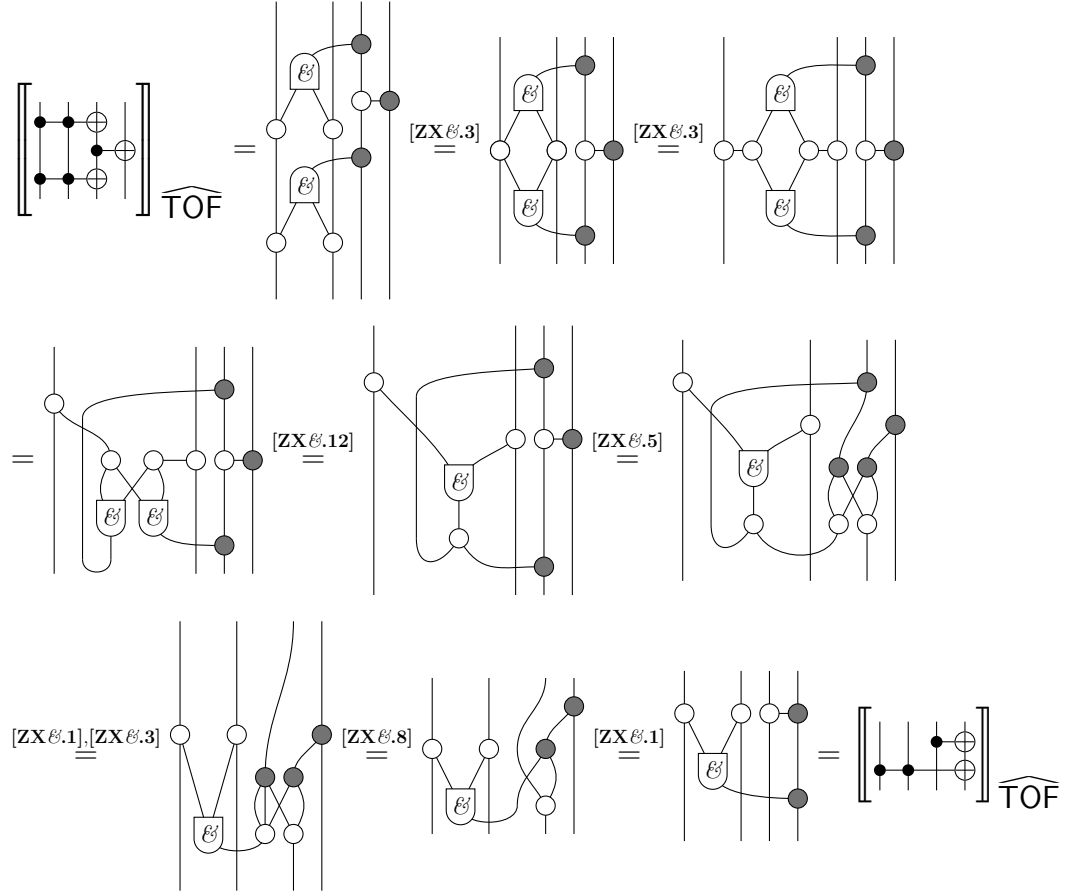 & [ZX&.3] & [ZX&.3] &
= = =
TOF & & &
= [ZX&.12] = [ZX&.5] =
& & & &
[ZX&.1],[ZX&.3] = [ZX&.8] = [ZX&.1] = =
& & & TOF